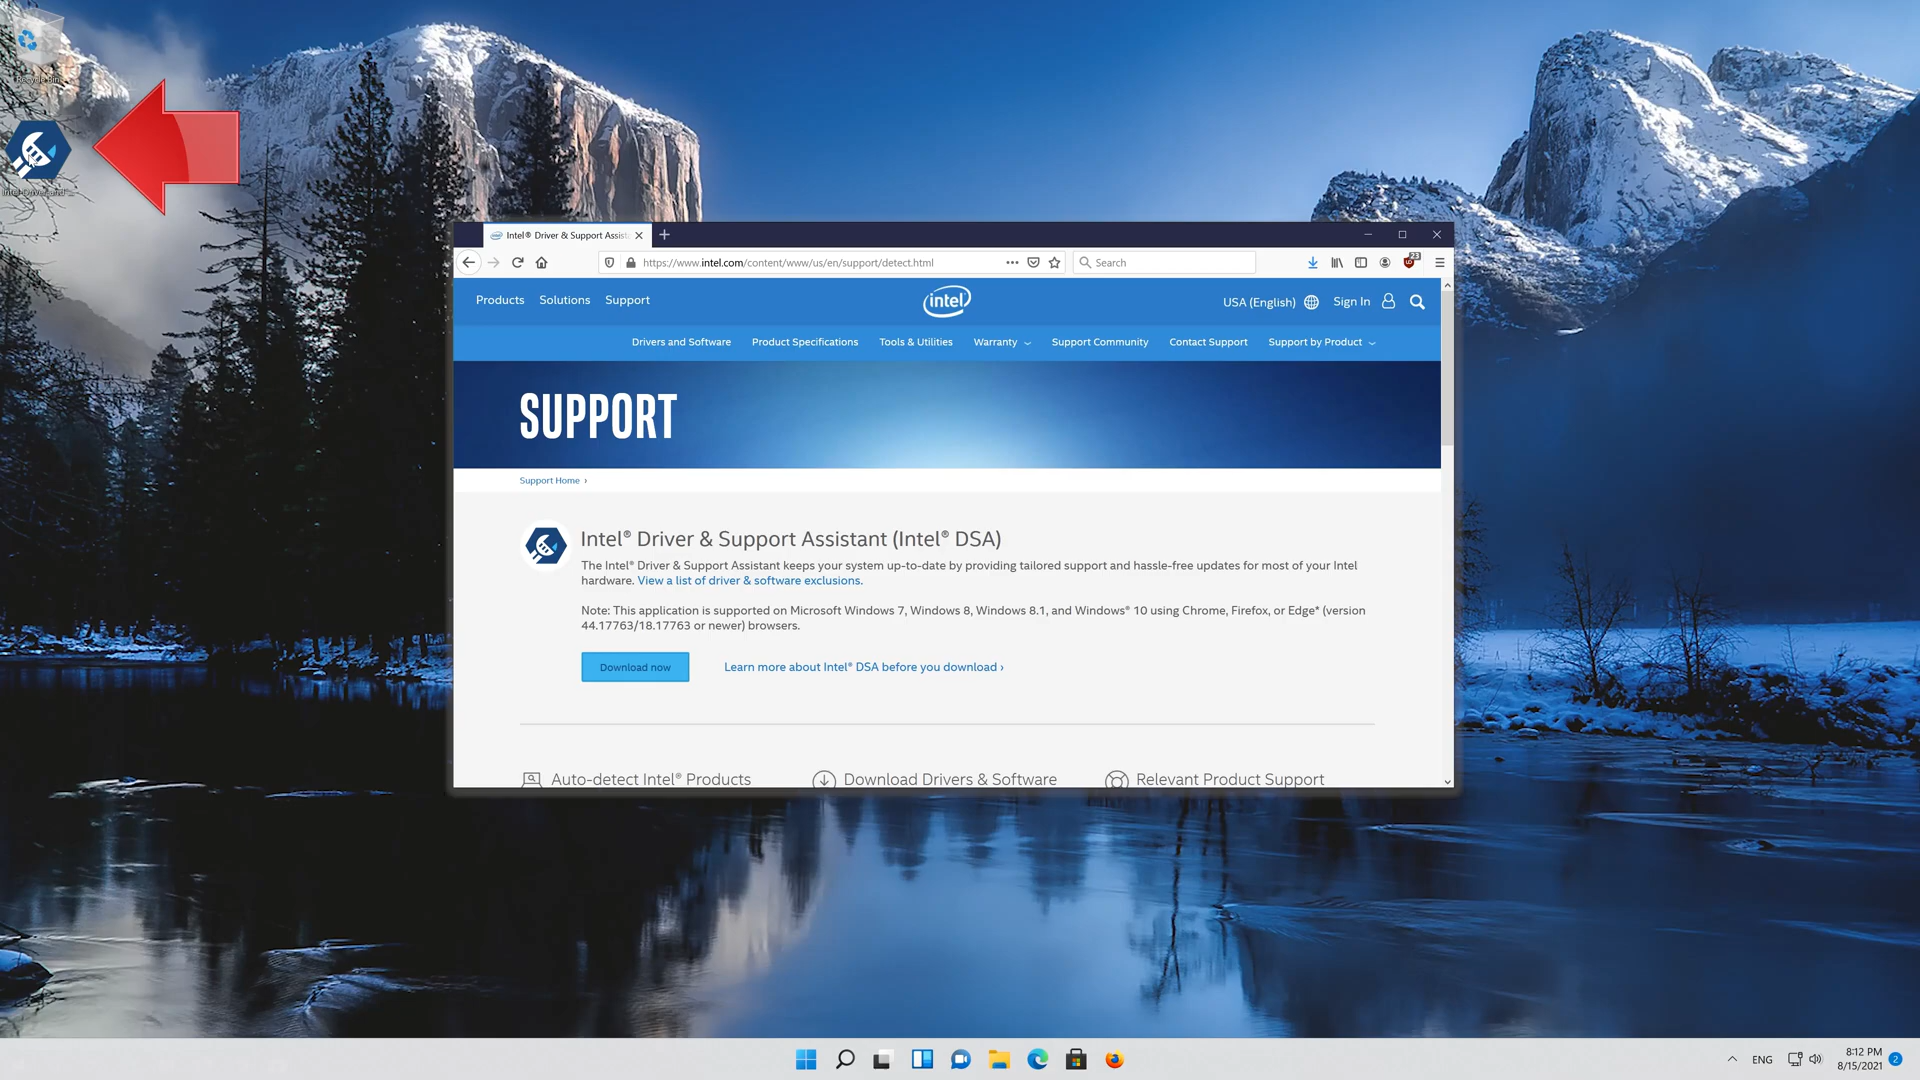 Recycle Bin
Intel® Driver & Support Assist
https://www.intel.com/content/www/us/en/support/detect.html
Search
23
Products
Solutions
Support
intel
USA (English)
Sign In
Drivers and Software
Product Specifications
Tools & Utilities
Warranty
Support Community
Contact Support
Support by Product
SUPPORT
Support Home ›
Intel® Driver & Support Assistant (Intel® DSA)
The Intel® Driver & Support Assistant keeps your system up-to-date by providing tailored support and hassle-free updates for most of your Intel
hardware. View a list of driver & software exclusions.
Note: This application is supported on Microsoft Windows 7, Windows 8, Windows 8.1, and Windows® 10 using Chrome, Firefox, or Edge* (version
44.17763/18.17763 or newer) browsers.
Download now
Learn more about Intel® DSA before you download ›
Auto-detect Intel® Products
Download Drivers & Software
Relevant Product Support
ENG
8:12 PM
8/15/2021
2